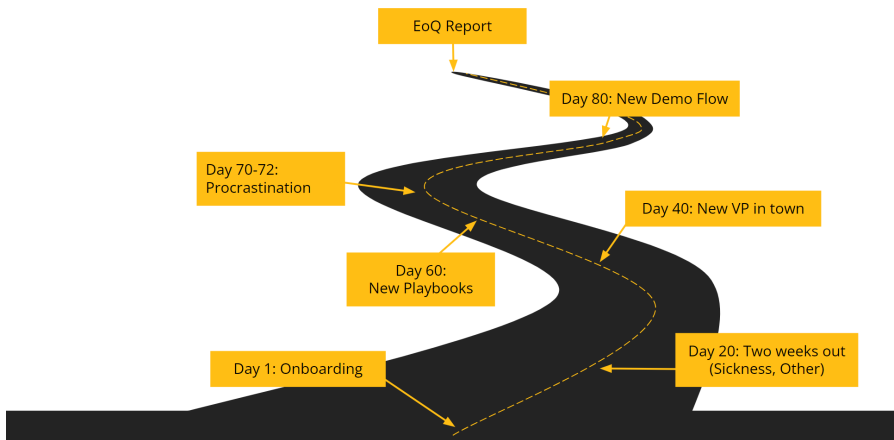 EoQ Report
Day 80: New Demo Flow
Day 70-72:
Procrastination
Day 40: New VP in town
Day 60:
New Playbooks
Day 20: Two weeks out
(Sickness, Other)
Day 1: Onboarding